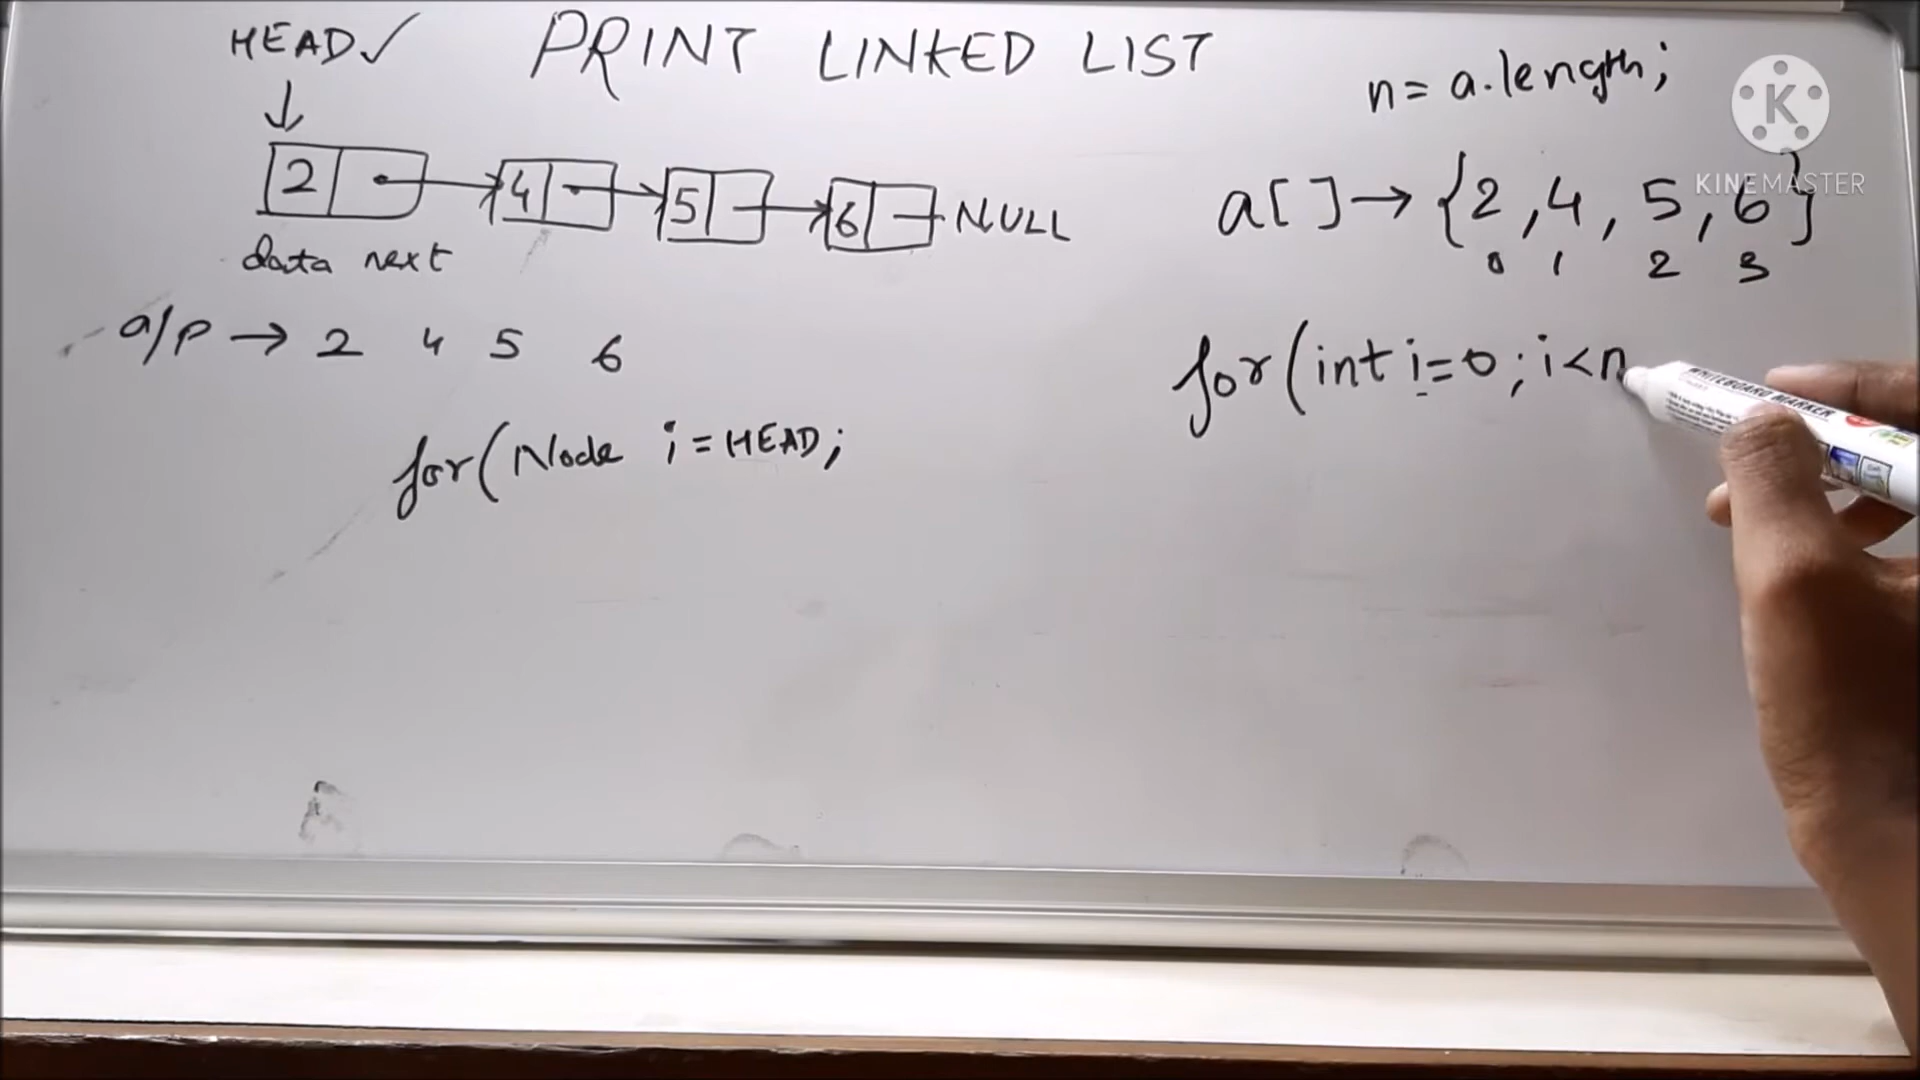 HEAD✓ PRINT LINKED LIST
n = a.length;
K
KINEMASTER
2 4 5 6 NULL
a[] → {2, 4, 5, 6}
data next
0 1 2 3
o/p → 2 4 5 6
for(int i=0; i<n
WHITEBOARD MARKER
for(Node i = HEAD;